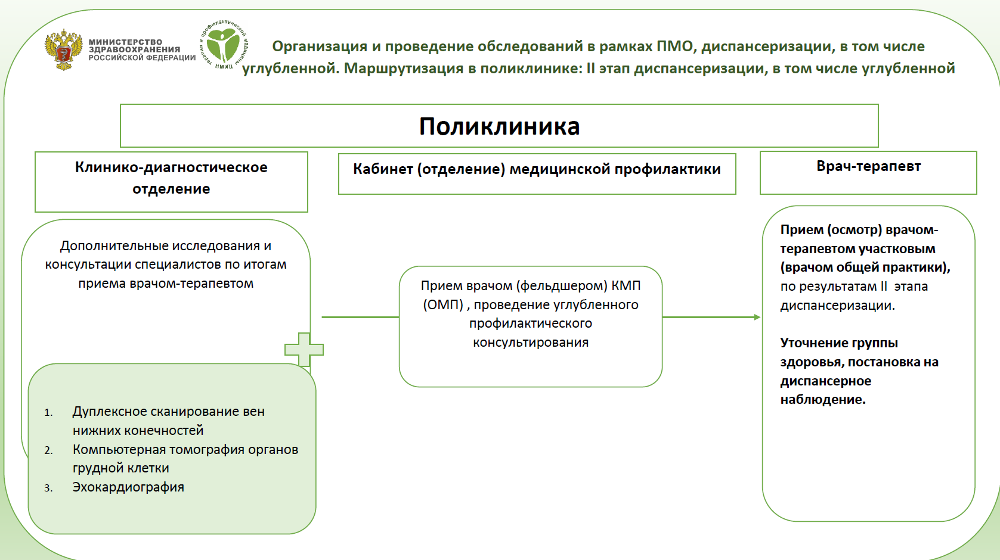 МИНИСТЕРСТВО
ЗДРАВООХРАНЕНИЯ
РОССИЙСКОЙ ФЕДЕРАЦИИ
НМИЦ терапии и профилактической медицины
Организация и проведение обследований в рамках ПМО, диспансеризации, в том числе
углубленной. Маршрутизация в поликлинике: II этап диспансеризации, в том числе углубленной
Поликлиника
Клинико-диагностическое
отделение
Дополнительные исследования и
консультации специалистов по итогам
приема врачом-терапевтом
1. Дуплексное сканирование вен
нижних конечностей
2. Компьютерная томография органов
грудной клетки
3. Эхокардиография
Кабинет (отделение) медицинской профилактики
Прием врачом (фельдшером) КМП
(ОМП) , проведение углубленного
профилактического
консультирования
Врач-терапевт
Прием (осмотр) врачом-
терапевтом участковым
(врачом общей практики),
по результатам II этапа
диспансеризации.
Уточнение группы
здоровья, постановка на
диспансерное
наблюдение.